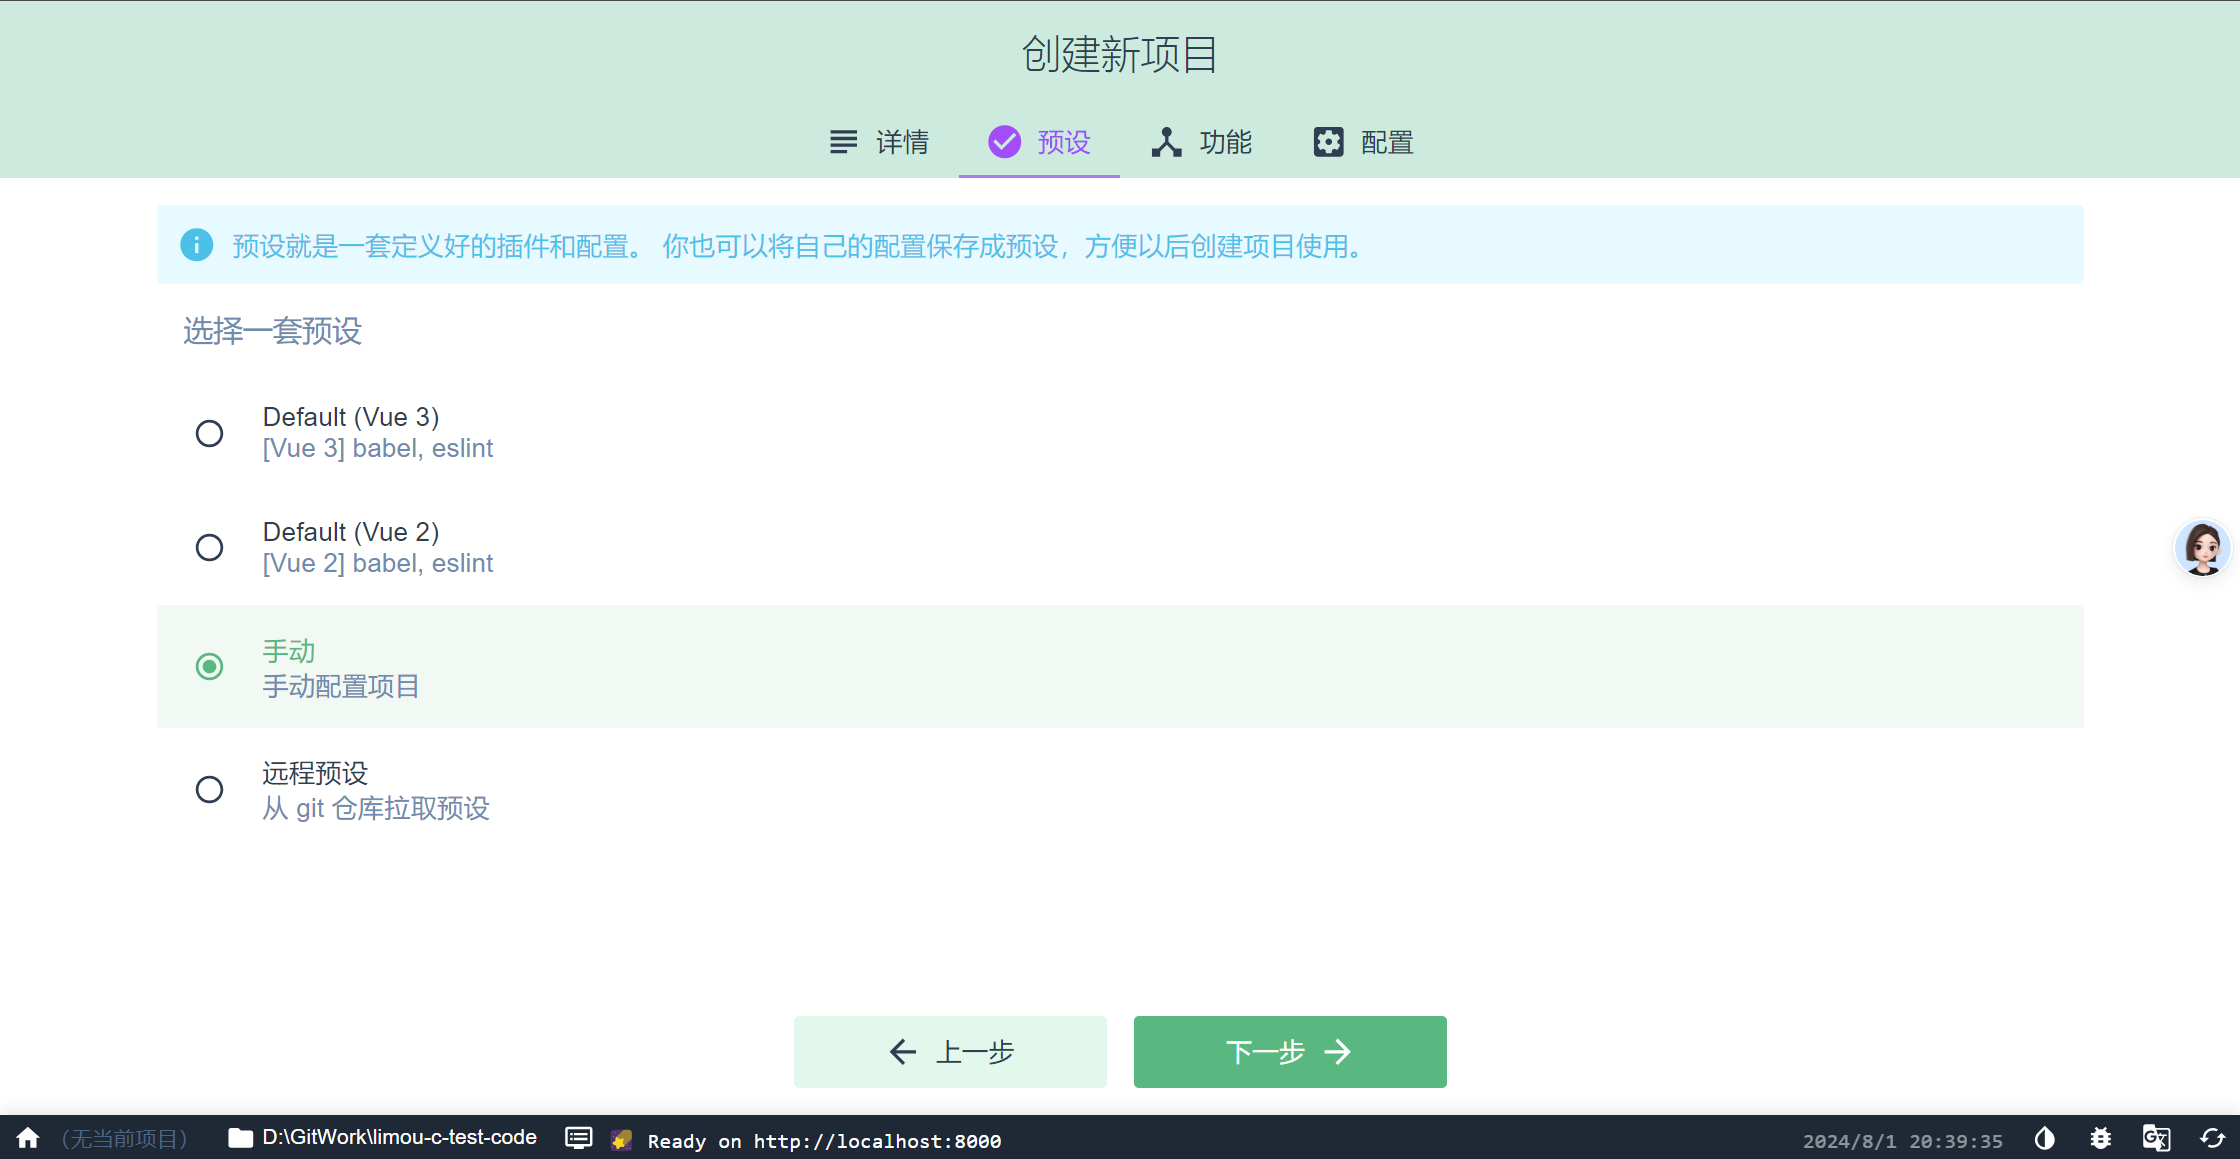 创建新项目
详情
预设
功能
配置
预设就是一套定义好的插件和配置。 你也可以将自己的配置保存成预设，方便以后创建项目使用。
选择一套预设
Default (Vue 3)
[Vue 3] babel, eslint
Default (Vue 2)
[Vue 2] babel, eslint
手动
手动配置项目
远程预设
从 git 仓库拉取预设
上一步
下一步
（无当前项目）
D:\GitWork\limou-c-test-code
Ready on http://localhost:8000
2024/8/1 20:39:35